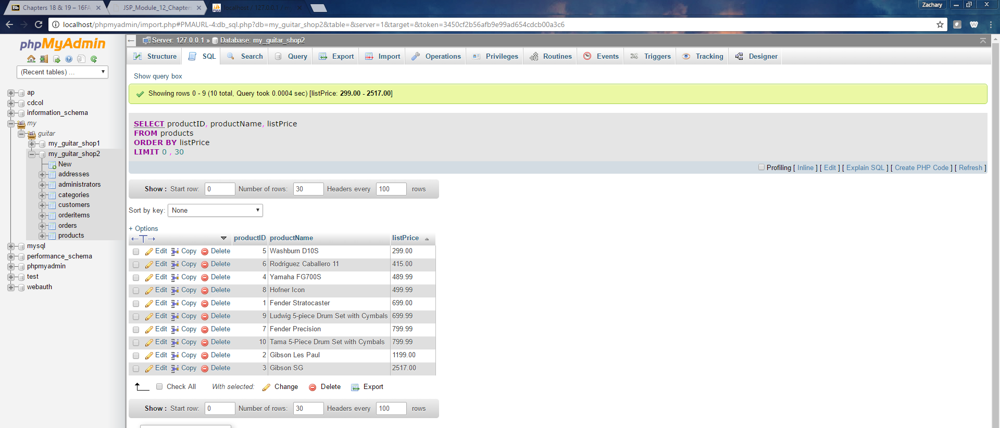 Chapters 18 & 19 – 16FA
JSP_Module_12_Chapters
localhost / 127.0.0.1 / m
Zachary
localhost/phpmyadmin/import.php#PMAURL-4:db_sql.php?db=my_guitar_shop2&table=&server=1&target=&token=3450cf2b56afb9e99ad654cdcb00a3c6
phpMyAdmin
(Recent tables) ...
ap
cdcol
information_schema
my
guitar
my_guitar_shop1
my_guitar_shop2
New
addresses
administrators
categories
customers
orderitems
orders
products
mysql
performance_schema
phpmyadmin
test
webauth
Server: 127.0.0.1 » Database: my_guitar_shop2
Structure SQL Search Query Export Import Operations Privileges Routines Events Triggers Tracking Designer
Show query box
Showing rows 0 - 9 (10 total, Query took 0.0004 sec) [listPrice: 299.00 - 2517.00]
SELECT productID, productName, listPrice
FROM products
ORDER BY listPrice
LIMIT 0 , 30
Profiling [ Inline ] [ Edit ] [ Explain SQL ] [ Create PHP Code ] [ Refresh ]
Show : Start row: 0 Number of rows: 30 Headers every 100 rows
Sort by key: None
+ Options
←T→ productID productName listPrice
Edit Copy Delete 5 Washburn D10S 299.00
Edit Copy Delete 6 Rodriguez Caballero 11 415.00
Edit Copy Delete 4 Yamaha FG700S 489.99
Edit Copy Delete 8 Hofner Icon 499.99
Edit Copy Delete 1 Fender Stratocaster 699.00
Edit Copy Delete 9 Ludwig 5-piece Drum Set with Cymbals 699.99
Edit Copy Delete 7 Fender Precision 799.99
Edit Copy Delete 10 Tama 5-Piece Drum Set with Cymbals 799.99
Edit Copy Delete 2 Gibson Les Paul 1199.00
Edit Copy Delete 3 Gibson SG 2517.00
Check All With selected: Change Delete Export
Show : Start row: 0 Number of rows: 30 Headers every 100 rows